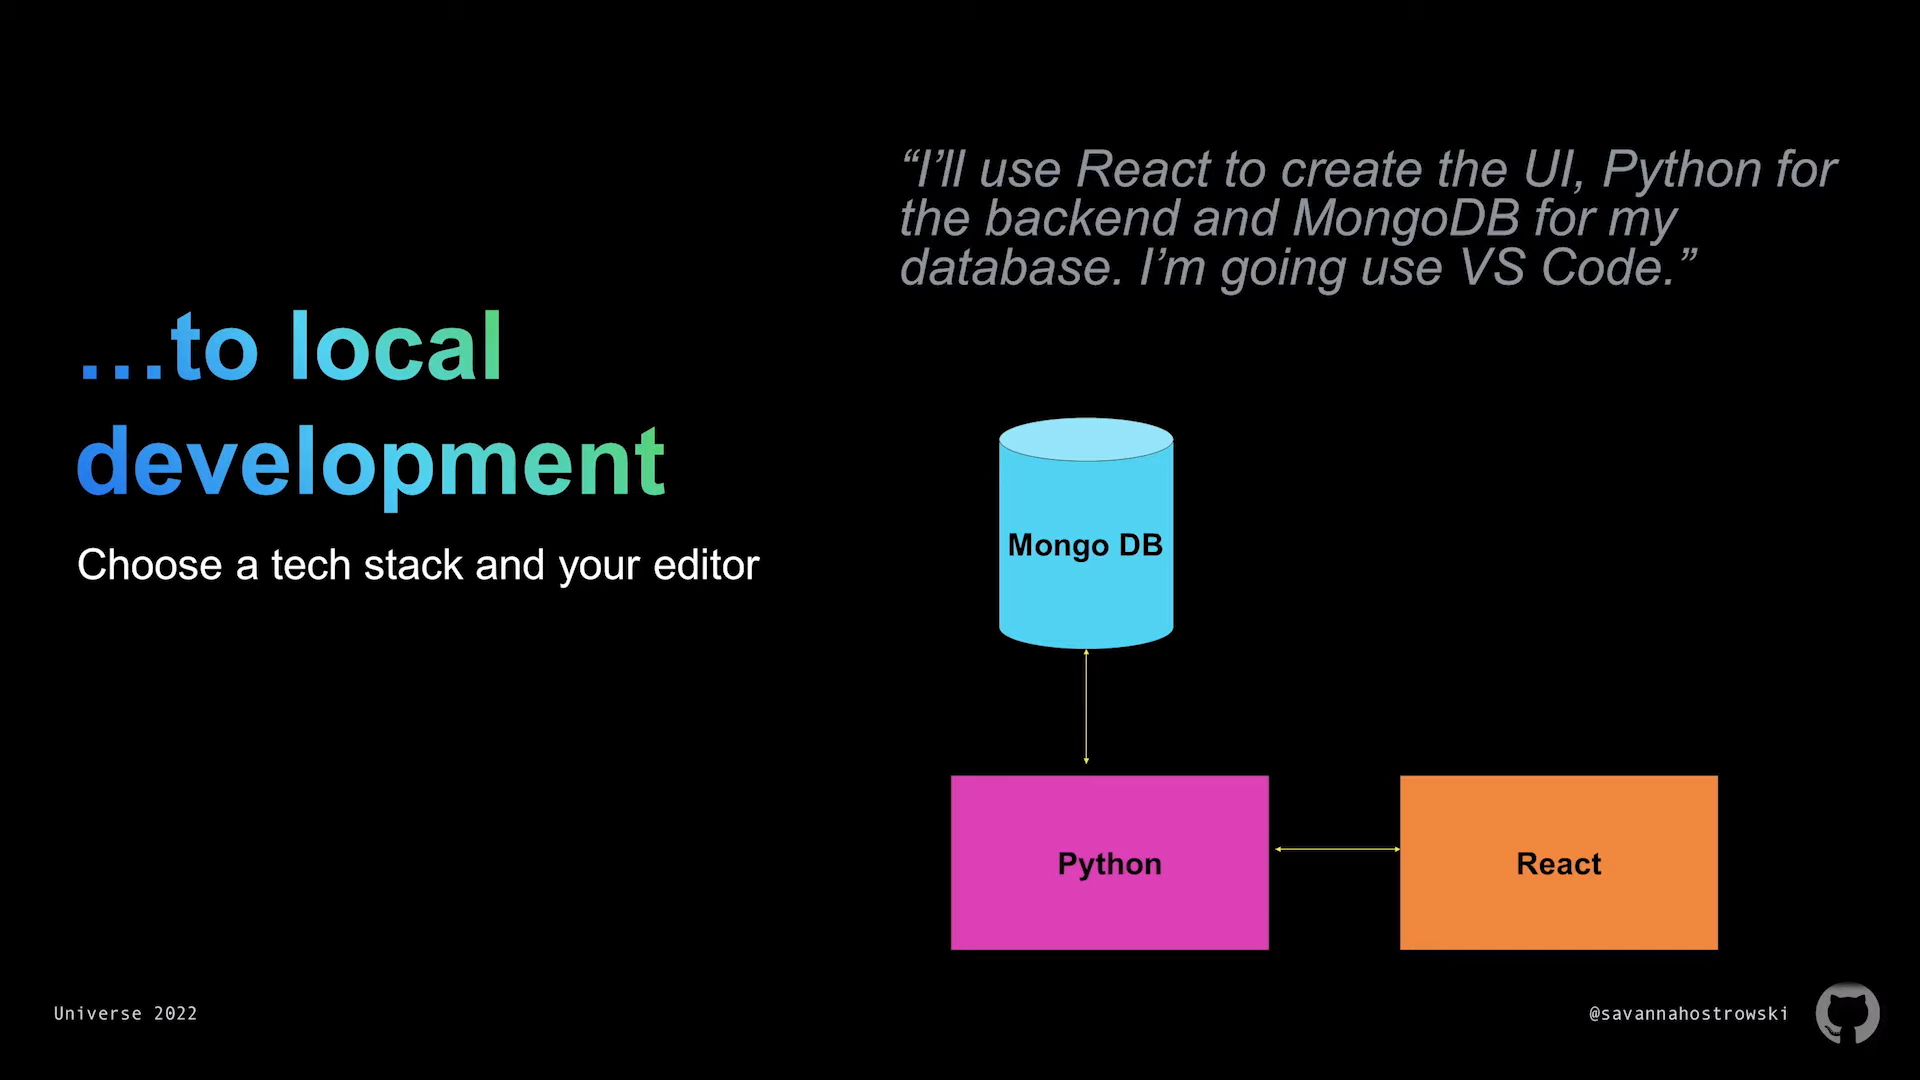 …to local
development
Choose a tech stack and your editor
“I’ll use React to create the UI, Python for
the backend and MongoDB for my
database. I’m going use VS Code.”
Mongo DB
Python
React
Universe 2022
@savannahostrowski